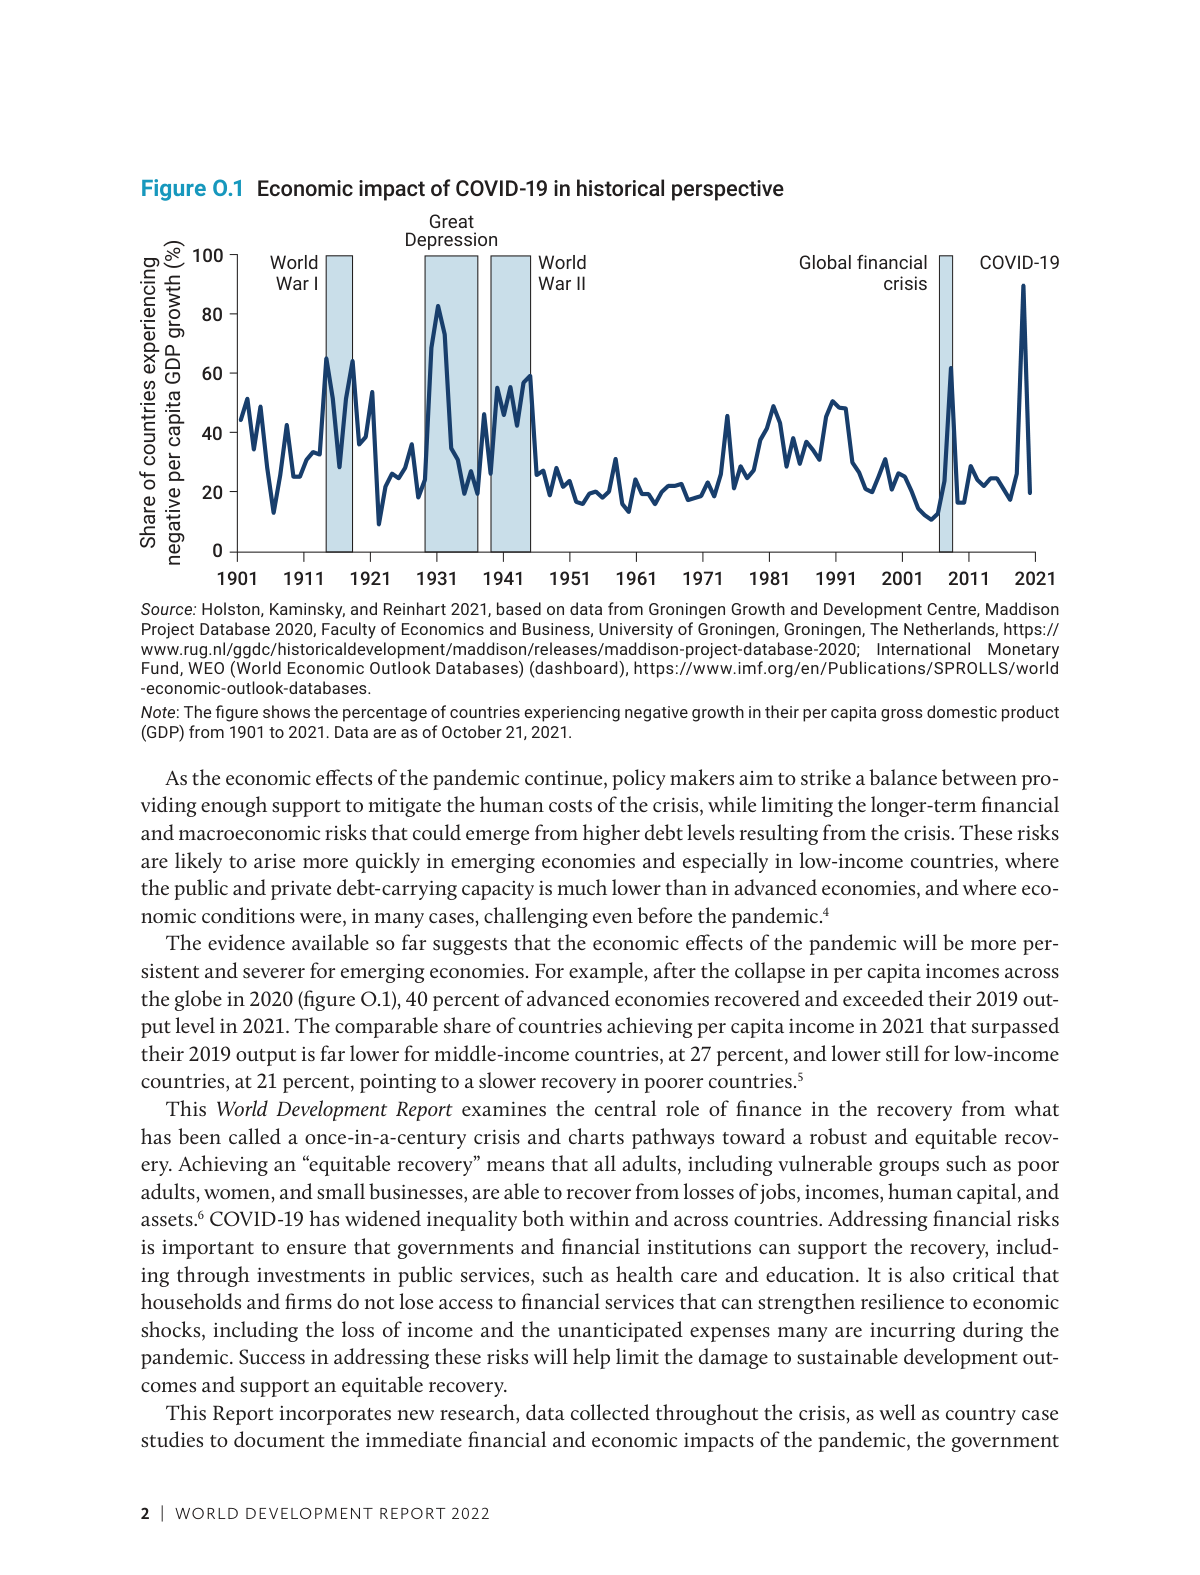 Figure O.1 Economic impact of COVID-19 in historical perspective
Share of countries experiencing
negative per capita GDP growth (%)
100
80
60
40
20
0
World
War I
Great
Depression
World
War II
Global financial
crisis
COVID-19
1901 1911 1921 1931 1941 1951 1961 1971 1981 1991 2001 2011 2021
Source: Holston, Kaminsky, and Reinhart 2021, based on data from Groningen Growth and Development Centre, Maddison
Project Database 2020, Faculty of Economics and Business, University of Groningen, Groningen, The Netherlands, https://
www.rug.nl/ggdc/historicaldevelopment/maddison/releases/maddison-project-database-2020; International Monetary
Fund, WEO (World Economic Outlook Databases) (dashboard), https://www.imf.org/en/Publications/SPROLLS/world
-economic-outlook-databases.
Note: The figure shows the percentage of countries experiencing negative growth in their per capita gross domestic product
(GDP) from 1901 to 2021. Data are as of October 21, 2021.
As the economic effects of the pandemic continue, policy makers aim to strike a balance between pro-
viding enough support to mitigate the human costs of the crisis, while limiting the longer-term financial
and macroeconomic risks that could emerge from higher debt levels resulting from the crisis. These risks
are likely to arise more quickly in emerging economies and especially in low-income countries, where
the public and private debt-carrying capacity is much lower than in advanced economies, and where eco-
nomic conditions were, in many cases, challenging even before the pandemic.4
The evidence available so far suggests that the economic effects of the pandemic will be more per-
sistent and severer for emerging economies. For example, after the collapse in per capita incomes across
the globe in 2020 (figure O.1), 40 percent of advanced economies recovered and exceeded their 2019 out-
put level in 2021. The comparable share of countries achieving per capita income in 2021 that surpassed
their 2019 output is far lower for middle-income countries, at 27 percent, and lower still for low-income
countries, at 21 percent, pointing to a slower recovery in poorer countries.5
This World Development Report examines the central role of finance in the recovery from what
has been called a once-in-a-century crisis and charts pathways toward a robust and equitable recov-
ery. Achieving an “equitable recovery” means that all adults, including vulnerable groups such as poor
adults, women, and small businesses, are able to recover from losses of jobs, incomes, human capital, and
assets.6 COVID-19 has widened inequality both within and across countries. Addressing financial risks
is important to ensure that governments and financial institutions can support the recovery, includ-
ing through investments in public services, such as health care and education. It is also critical that
households and firms do not lose access to financial services that can strengthen resilience to economic
shocks, including the loss of income and the unanticipated expenses many are incurring during the
pandemic. Success in addressing these risks will help limit the damage to sustainable development out-
comes and support an equitable recovery.
This Report incorporates new research, data collected throughout the crisis, as well as country case
studies to document the immediate financial and economic impacts of the pandemic, the government
2 | WORLD DEVELOPMENT REPORT 2022